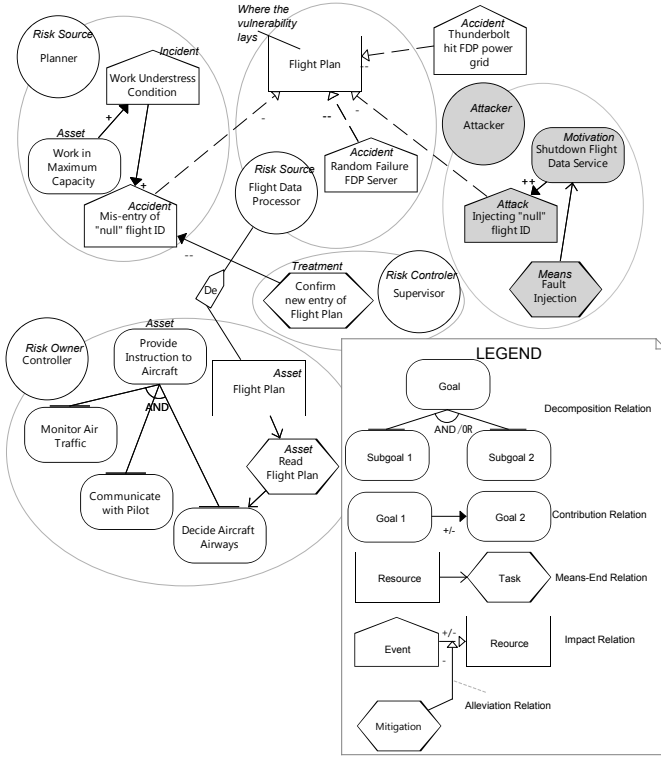 Risk Source
Planner
Incident
Work Understress
Condition
+
Asset
Work in
Maximum
Capacity
+
Accident
Mis-entry of
"null" flight ID
Where the
vulnerability
lays
Flight Plan
--
Accident
Thunderbolt
hit FDP power
grid
-
--
-
Accident
Random Failure
FDP Server
Risk Source
Flight Data
Processor
Attacker
Attacker
Motivation
Shutdown Flight
Data Service
++
Attack
Injecting "null"
flight ID
Means
Fault
Injection
--
De
Treatment
Confirm
new entry of
Flight Plan
Risk Controler
Supervisor
Risk Owner
Controller
Asset
Provide
Instruction to
Aircraft
AND
Monitor Air
Traffic
Communicate
with Pilot
Asset
Flight Plan
Asset
Read
Flight Plan
Decide Aircraft
Airways
LEGEND
Goal
AND/OR
Subgoal 1
Subgoal 2
Decomposition Relation
Goal 1
+/-
Goal 2
Contribution Relation
Resource
Task
Means-End Relation
Event
+/-
-
Reource
Impact Relation
Mitigation
Alleviation Relation